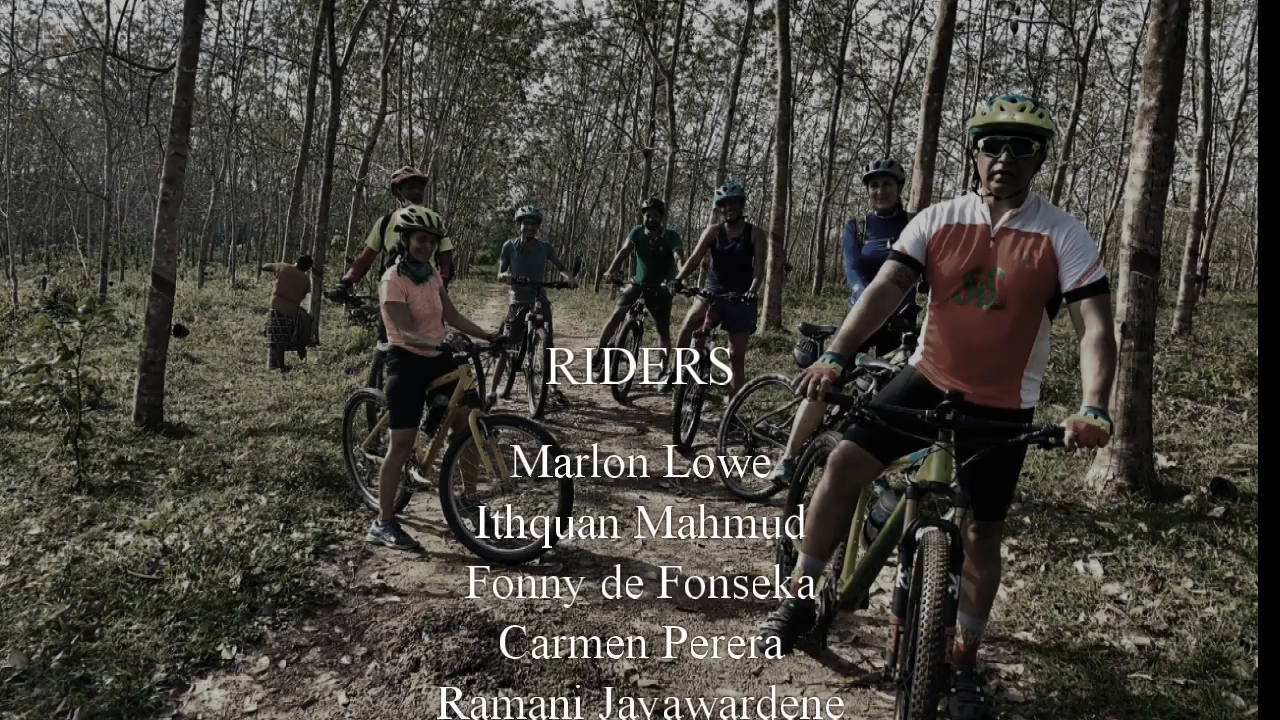 RIDERS
Marlon Lowe
Ithquan Mahmud
Fonny de Fonseka
Carmen Perera
Ramani Jayawardene